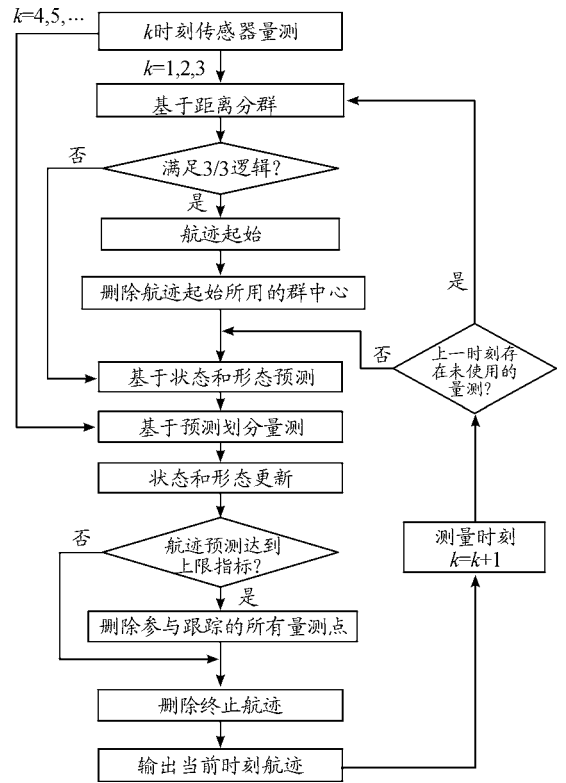 k=4,5,…
k时刻传感器量测
k=1,2,3
基于距离分群
否
满足3/3逻辑?
是
航迹起始
删除航迹起始所用的群中心
是
否
上一时刻存
在未使用的
量测?
基于状态和形态预测
基于预测划分量测
状态和形态更新
测量时刻
k=k+1
否
航迹预测达到
上限指标?
是
删除参与跟踪的所有量测点
删除终止航迹
输出当前时刻航迹